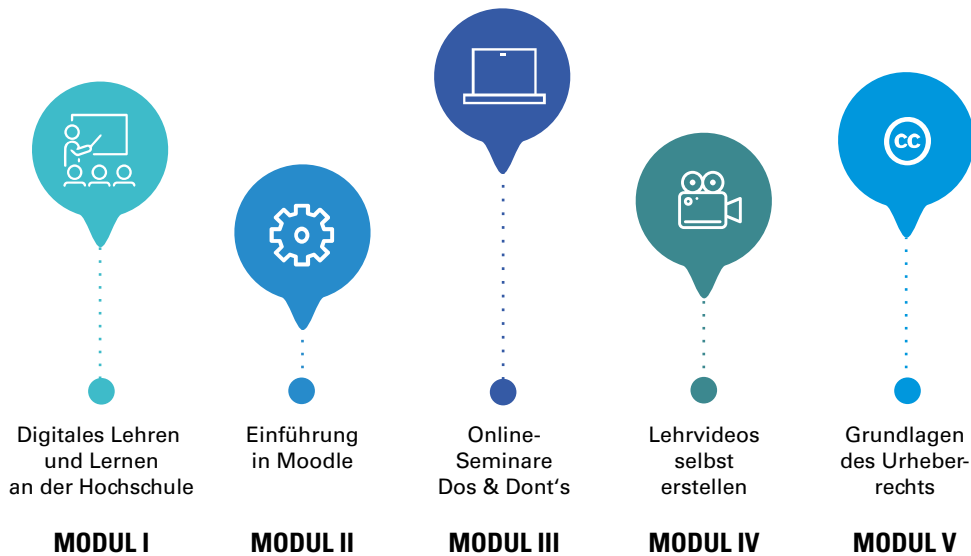 cc
Digitales Lehren
und Lernen
an der Hochschule
MODUL I
Einführung
in Moodle
MODUL II
Online-
Seminare
Dos & Dont‘s
MODUL III
Lehrvideos
selbst
erstellen
MODUL IV
Grundlagen
des Urheber-
rechts
MODUL V